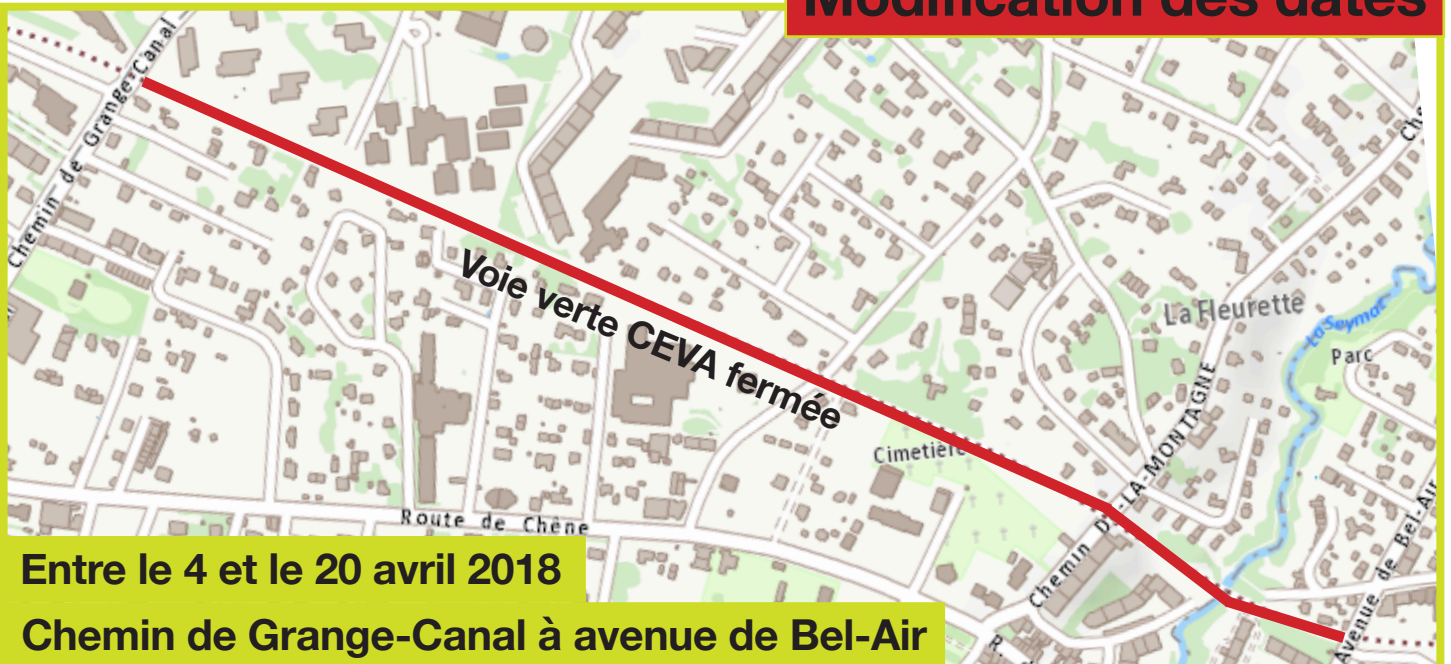 Modification des dates
Chemin de Grange-Canal
Voie verte CEVA fermée
La Fleurette
La Seymaz
Parc
Cimetière
CHEMIN DE-LA-MONTAGNE
Route de Chêne
Avenue de Bel-Air
Entre le 4 et le 20 avril 2018
Chemin de Grange-Canal à avenue de Bel-Air